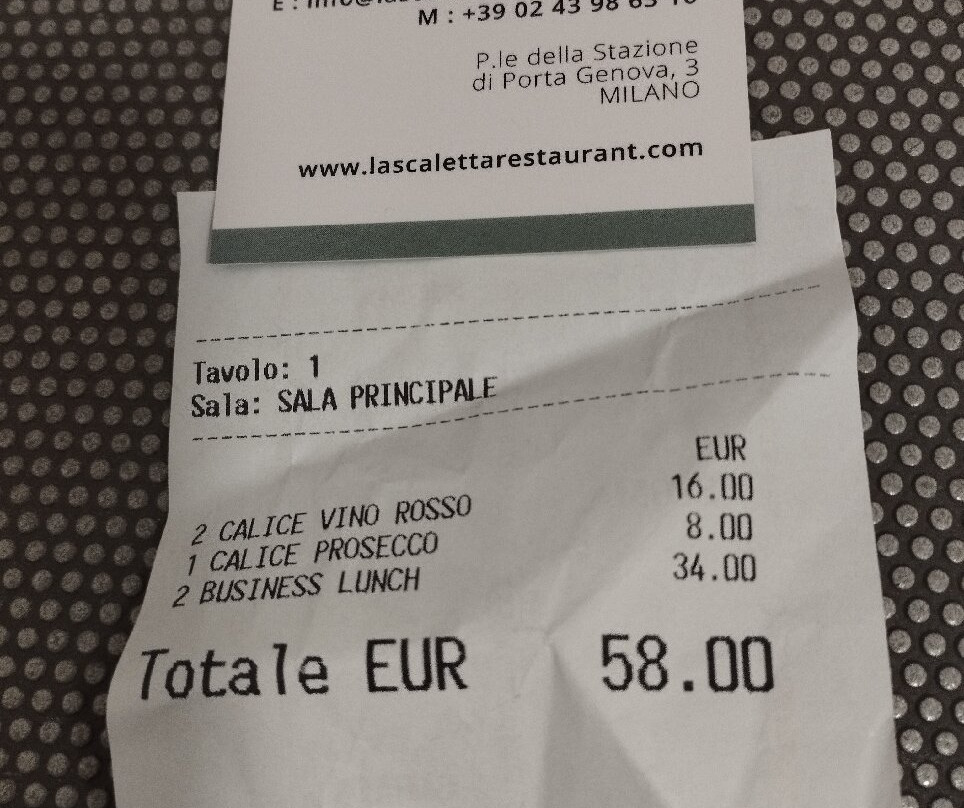 M : +39 02 43 98 63 16
P.le della Stazione
di Porta Genova, 3
MILANO
www.lascalettarestaurant.com
Tavolo: 1
Sala: SALA PRINCIPALE
EUR
2 CALICE VINO ROSSO 16.00
1 CALICE PROSECCO 8.00
2 BUSINESS LUNCH 34.00
Totale EUR 58.00